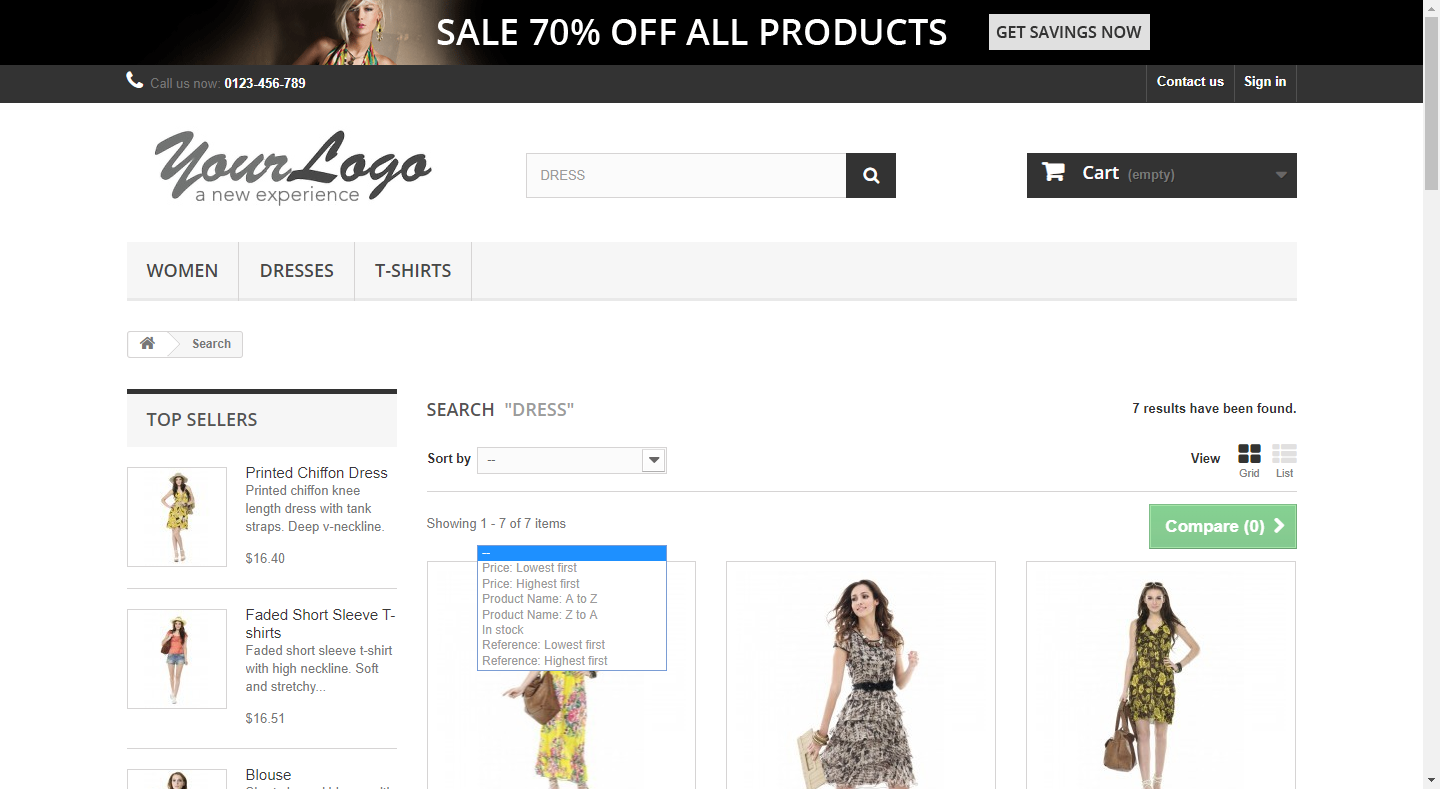 SALE 70% OFF ALL PRODUCTS
GET SAVINGS NOW
Call us now: 0123-456-789
Contact us
Sign in
YourLogo
a new experience
DRESS
Cart (empty)
WOMEN
DRESSES
T-SHIRTS
Search
TOP SELLERS
Printed Chiffon Dress
Printed chiffon knee
length dress with tank
straps. Deep v-neckline.
$16.40
Faded Short Sleeve T-
shirts
Faded short sleeve t-shirt
with high neckline. Soft
and stretchy...
$16.51
Blouse
SEARCH "DRESS"
7 results have been found.
Sort by
--
View
Grid
List
Showing 1 - 7 of 7 items
Compare (0)
--
Price: Lowest first
Price: Highest first
Product Name: A to Z
Product Name: Z to A
In stock
Reference: Lowest first
Reference: Highest first